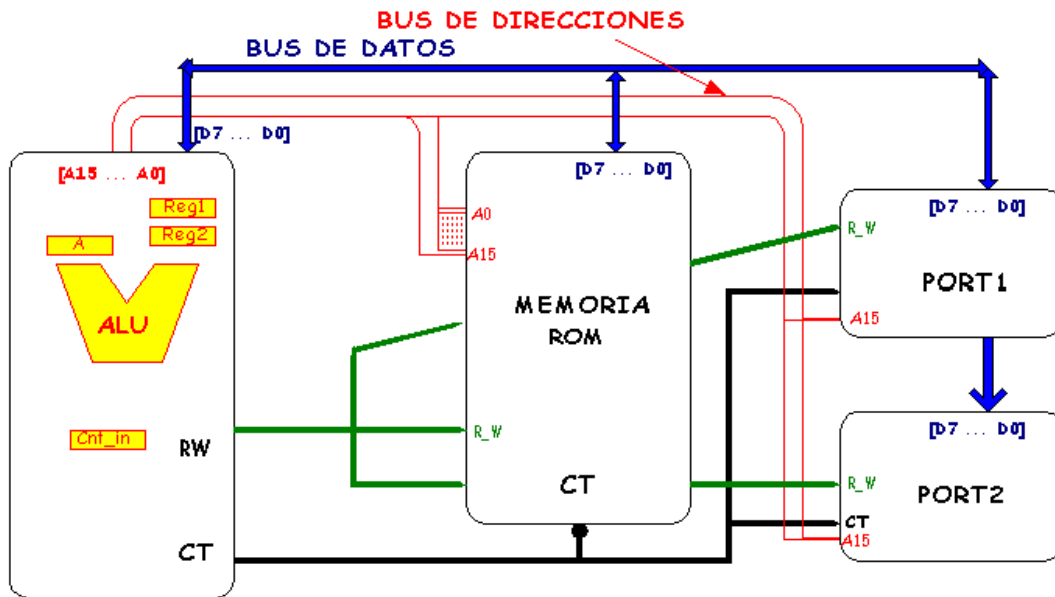 BUS DE DIRECCIONES
BUS DE DATOS
[D7 ... D0]
[A15 ... A0]
Reg1
Reg2
A
ALU
Cnt_in
RW
CT
[D7 ... D0]
A0
A15
MEMORIA
ROM
R_W
CT
[D7 ... D0]
R_W
PORT1
A15
[D7 ... D0]
R_W
PORT2
CT
A15